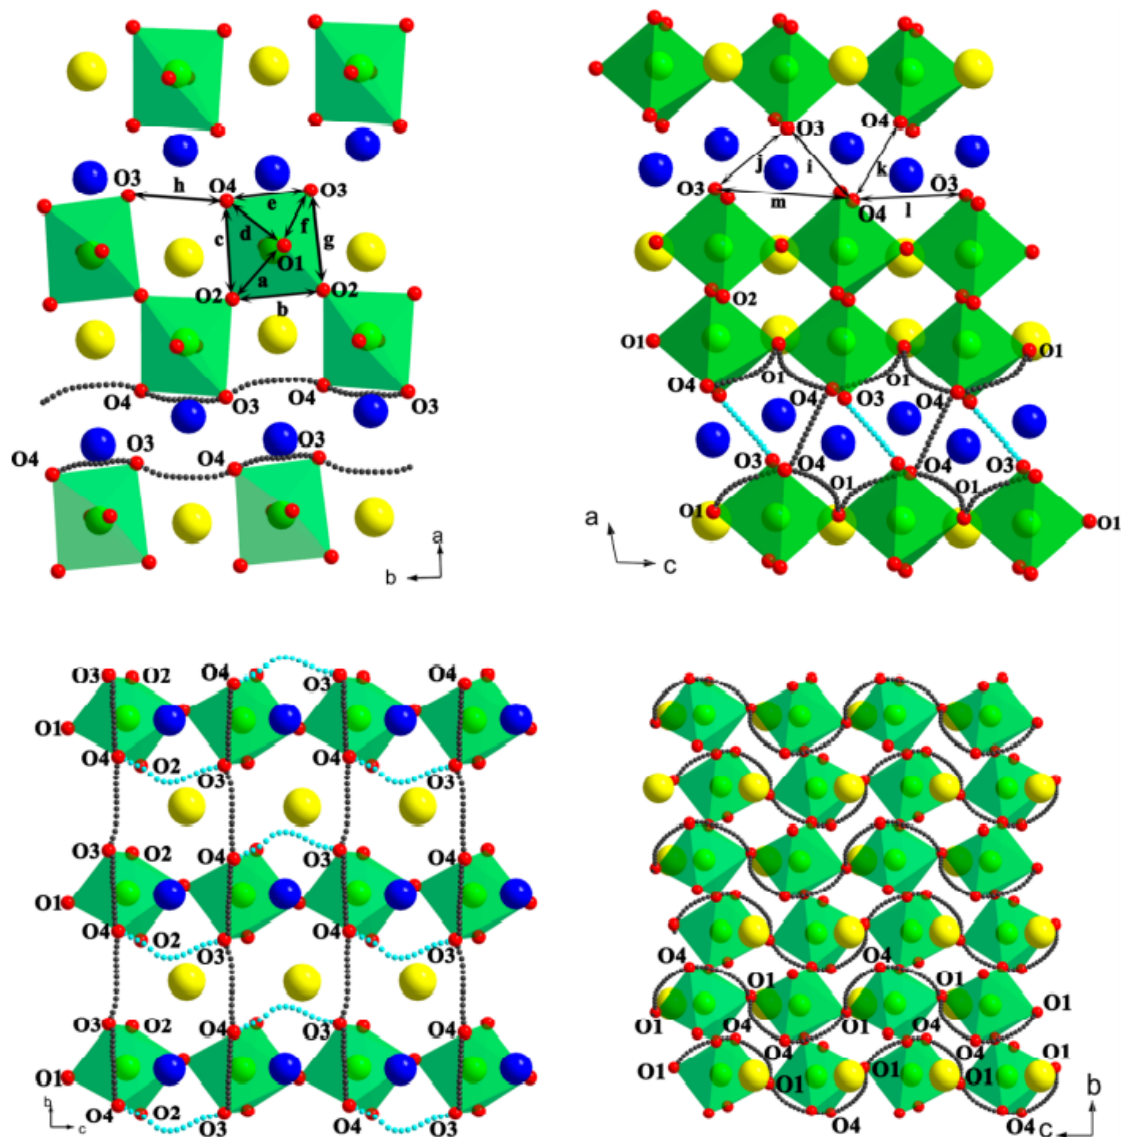 O3 h O4 e O3
c d f g
O1
a
O2 b O2
O4 O3 O4 O3
O4 O3 O4 O3
a
b
O3 O4
j i k
O3 O3
m O4 l
O2
O1 O1
O4 O1 O4 O3 O1 O4
O3 O4 O4 O3
O1 O1 O1
O1
a
c
O3 O2 O4 O3 O4
O1
O4 O2 O3 O4 O3
O3 O2 O4 O3 O4
O1
O4 O2 O3 O4 O3
O3 O2 O4 O3 O4
O1
O4 O2 O3 O4 O3
b
c
O4 O4
O1 O1
O1 O4 O1 O4 O4 O1
O1 O1 O1 O1
O4 O4
b
c